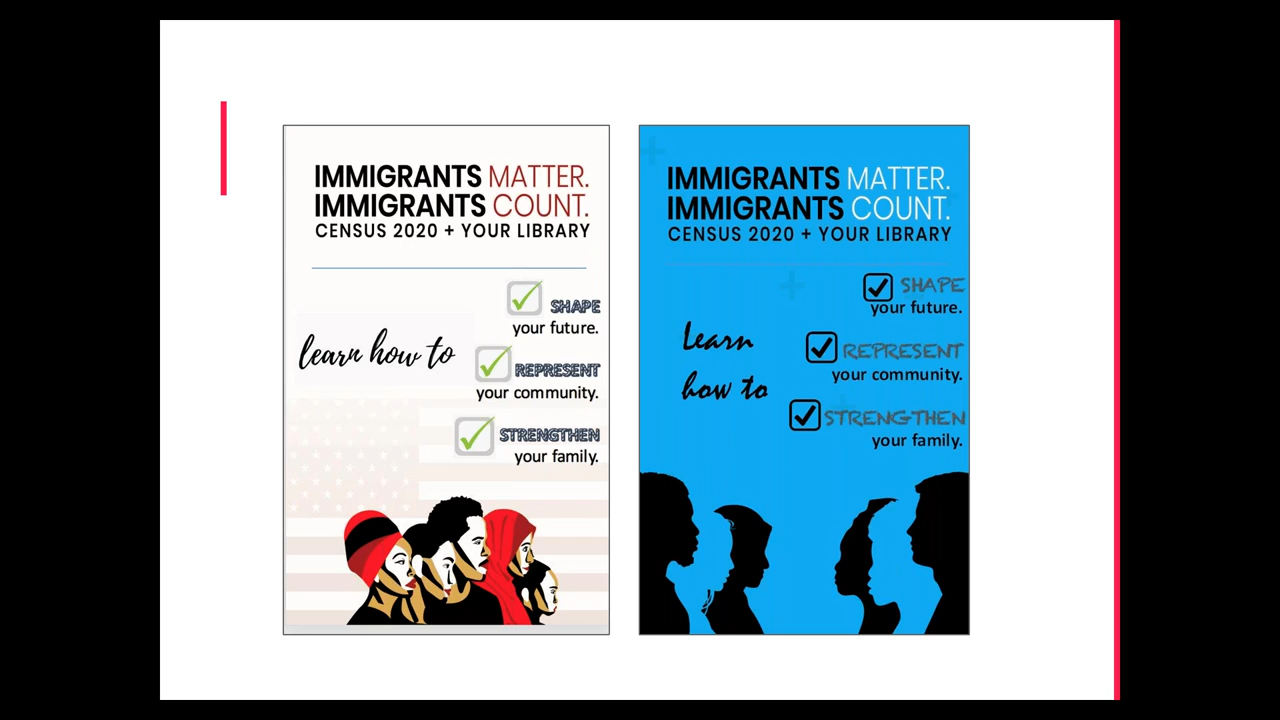 IMMIGRANTS MATTER.
IMMIGRANTS COUNT.
CENSUS 2020 + YOUR LIBRARY
learn how to
SHAPE
your future.
REPRESENT
your community.
STRENGTHEN
your family.
IMMIGRANTS MATTER.
IMMIGRANTS COUNT.
CENSUS 2020 + YOUR LIBRARY
Learn
how to
SHAPE
your future.
REPRESENT
your community.
STRENGTHEN
your family.